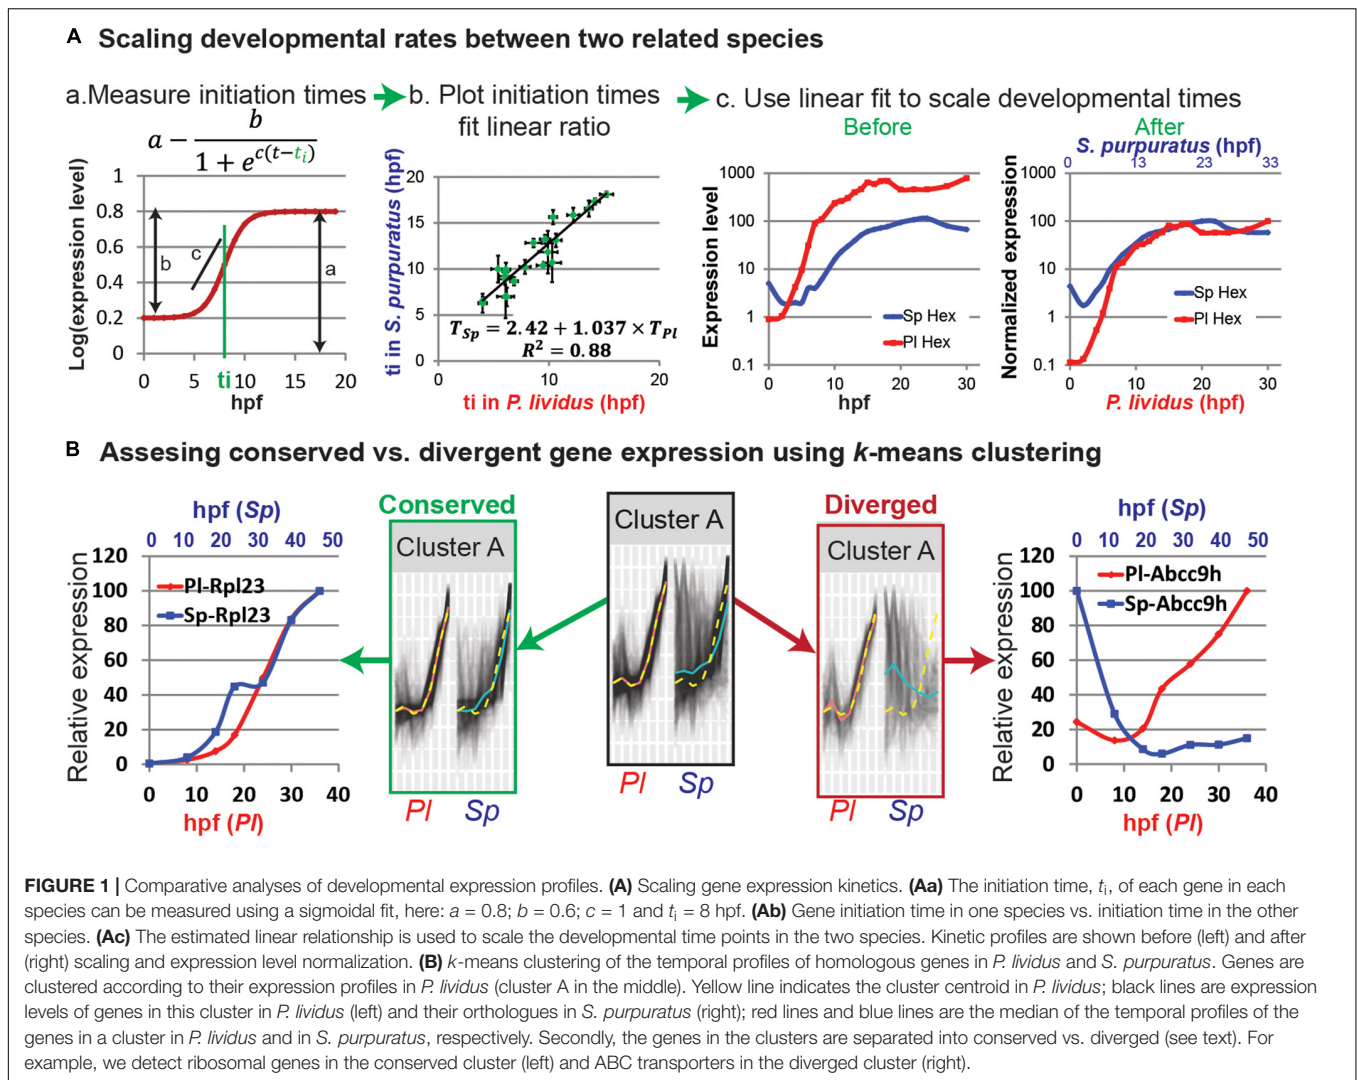 A Scaling developmental rates between two related species
a.Measure initiation times
b. Plot initiation times
fit linear ratio
c. Use linear fit to scale developmental times
a − b / 1 + e^c(t−ti)
Log(expression level)
1
0.8
0.6
0.4
0.2
0
b
c
a
0 5 10 15 20
ti
hpf
ti in S. purpuratus (hpf)
20
15
10
5
0
T_Sp = 2.42 + 1.037 × T_Pl
R² = 0.88
0 10 20
ti in P. lividus (hpf)
Before
Expression level
1000
100
10
1
0.1
Sp Hex
Pl Hex
0 10 20 30
hpf
After
S. purpuratus (hpf)
0 13 23 33
Normalized expression
1000
100
10
1
0.1
Sp Hex
Pl Hex
0 10 20 30
P. lividus (hpf)
B Assesing conserved vs. divergent gene expression using k-means clustering
hpf (Sp)
0 10 20 30 40 50
Relative expression
120
100
80
60
40
20
0
Pl-Rpl23
Sp-Rpl23
0 10 20 30 40
hpf (Pl)
Conserved
Cluster A
Pl Sp
Cluster A
Pl Sp
Diverged
Cluster A
Pl Sp
hpf (Sp)
0 10 20 30 40 50
Relative expression
120
100
80
60
40
20
0
Pl-Abcc9h
Sp-Abcc9h
0 10 20 30 40
hpf (Pl)
FIGURE 1 | Comparative analyses of developmental expression profiles. (A) Scaling gene expression kinetics. (Aa) The initiation time, ti, of each gene in each
species can be measured using a sigmoidal fit, here: a = 0.8; b = 0.6; c = 1 and ti = 8 hpf. (Ab) Gene initiation time in one species vs. initiation time in the other
species. (Ac) The estimated linear relationship is used to scale the developmental time points in the two species. Kinetic profiles are shown before (left) and after
(right) scaling and expression level normalization. (B) k-means clustering of the temporal profiles of homologous genes in P. lividus and S. purpuratus. Genes are
clustered according to their expression profiles in P. lividus (cluster A in the middle). Yellow line indicates the cluster centroid in P. lividus; black lines are expression
levels of genes in this cluster in P. lividus (left) and their orthologues in S. purpuratus (right); red lines and blue lines are the median of the temporal profiles of the
genes in a cluster in P. lividus and in S. purpuratus, respectively. Secondly, the genes in the clusters are separated into conserved vs. diverged (see text). For
example, we detect ribosomal genes in the conserved cluster (left) and ABC transporters in the diverged cluster (right).